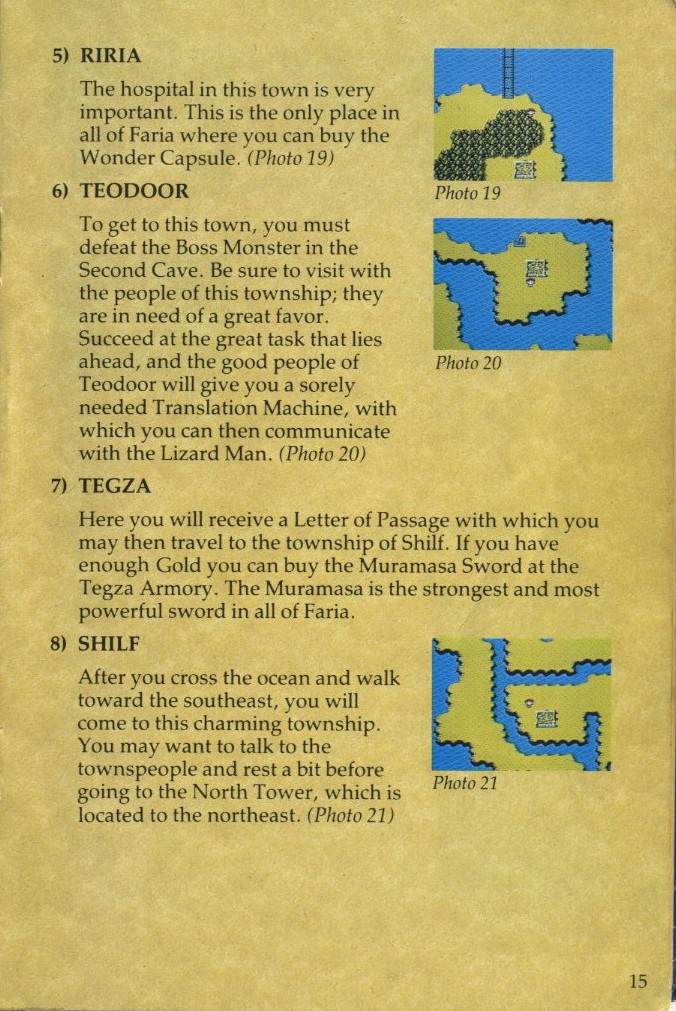 5) RIRIA
The hospital in this town is very
important. This is the only place in
all of Faria where you can buy the
Wonder Capsule. (Photo 19)
Photo 19
6) TEODOOR
To get to this town, you must
defeat the Boss Monster in the
Second Cave. Be sure to visit with
the people of this township; they
are in need of a great favor.
Succeed at the great task that lies
ahead, and the good people of
Teodoor will give you a sorely
needed Translation Machine, with
which you can then communicate
with the Lizard Man. (Photo 20)
Photo 20
7) TEGZA
Here you will receive a Letter of Passage with which you
may then travel to the township of Shilf. If you have
enough Gold you can buy the Muramasa Sword at the
Tegza Armory. The Muramasa is the strongest and most
powerful sword in all of Faria.
8) SHILF
After you cross the ocean and walk
toward the southeast, you will
come to this charming township.
You may want to talk to the
townspeople and rest a bit before
going to the North Tower, which is
located to the northeast. (Photo 21)
Photo 21
15